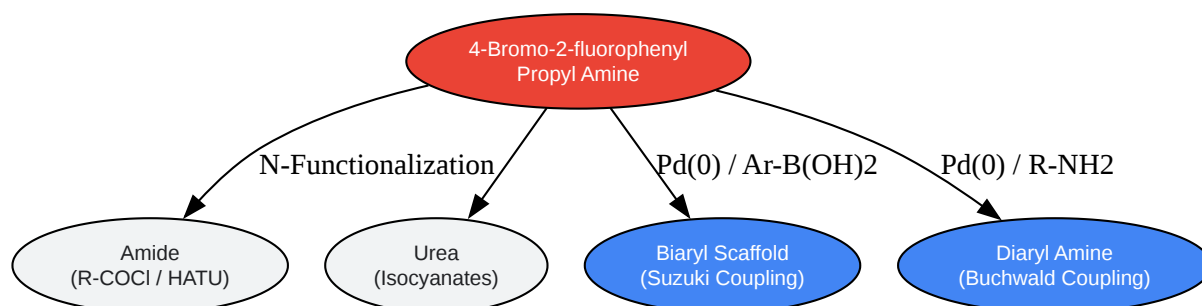 4-Bromo-2-fluorophenyl
Propyl Amine
N-Functionalization
Pd(0) / Ar-B(OH)2
Pd(0) / R-NH2
Amide
(R-COCl / HATU)
Urea
(Isocyanates)
Biaryl Scaffold
(Suzuki Coupling)
Diaryl Amine
(Buchwald Coupling)